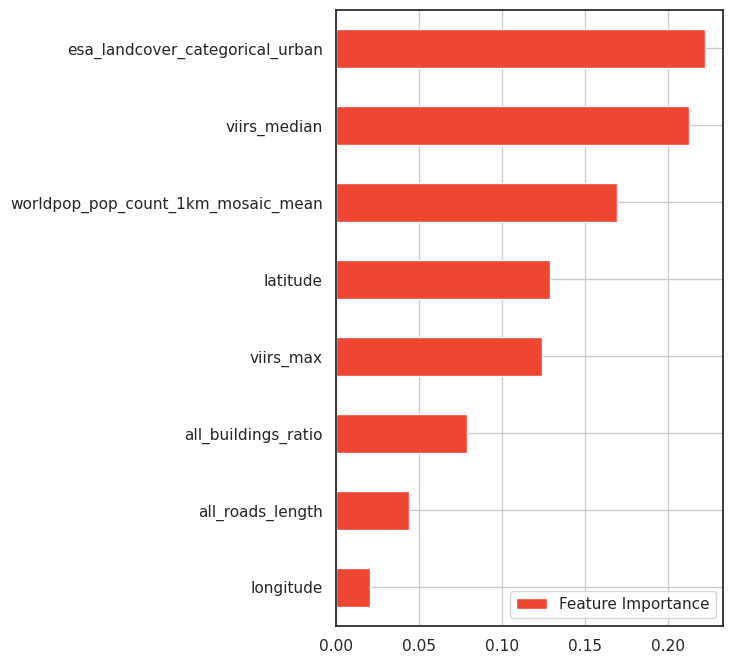 esa_landcover_categorical_urban
viirs_median
worldpop_pop_count_1km_mosaic_mean
latitude
viirs_max
all_buildings_ratio
all_roads_length
longitude
Feature Importance
0.00 0.05 0.10 0.15 0.20